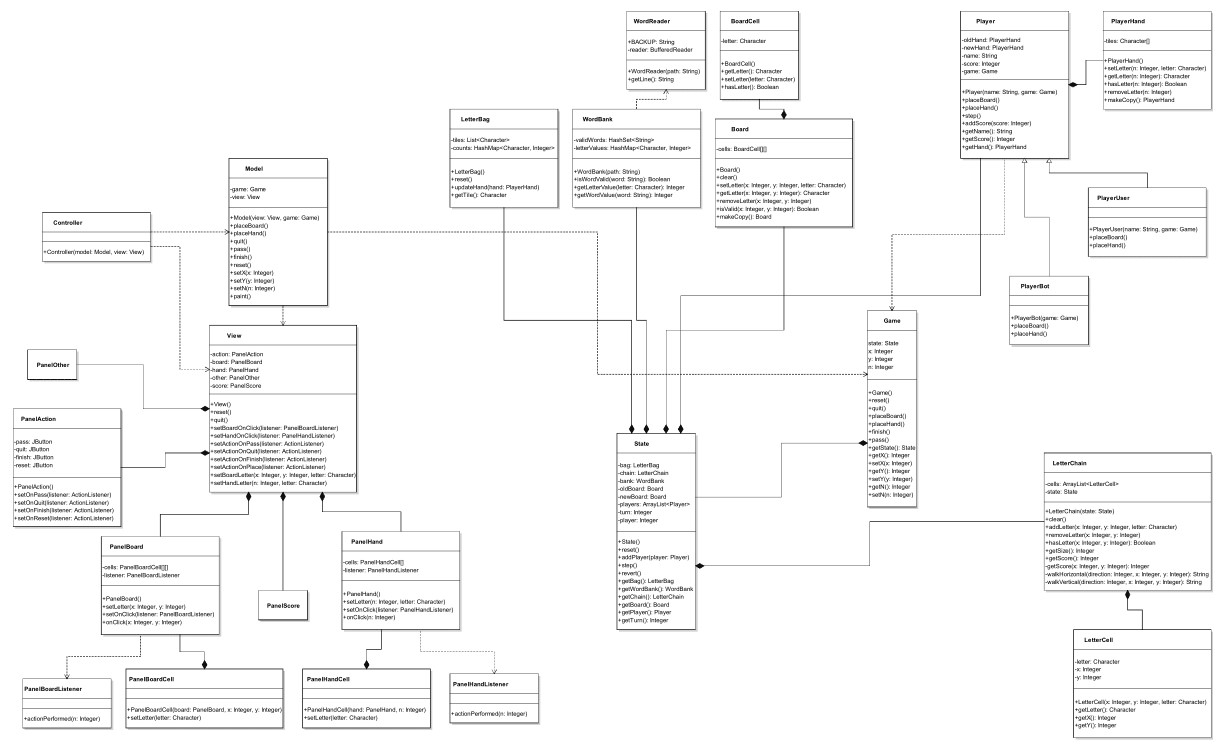 WordReader
+BACKUP: String
-reader: BufferedReader
+WordReader(path: String)
+getLine(): String
BoardCell
-letter: Character
+BoardCell()
+getLetter(): Character
+setLetter(letter: Character)
+hasLetter(): Boolean
Player
-oldHand: PlayerHand
-newHand: PlayerHand
-name: String
-score: Integer
-game: Game
+Player(name: String, game: Game)
+placeBoard()
+placeHand()
+step()
+addScore(score: Integer)
+getName(): String
+getScore(): Integer
+getHand(): PlayerHand
PlayerHand
-tiles: Character[]
+PlayerHand()
+setLetter(n: Integer, letter: Character)
+getLetter(n: Integer): Character
+hasLetter(n: Integer): Boolean
+removeLetter(n: Integer)
+makeCopy(): PlayerHand
LetterBag
-tiles: List<Character>
-counts: HashMap<Character, Integer>
+LetterBag()
+reset()
+updateHand(hand: PlayerHand)
+getTile(): Character
WordBank
-validWords: HashSet<String>
-letterValues: HashMap<Character, Integer>
+WordBank(path: String)
+isWordValid(word: String): Boolean
+getLetterValue(letter: Character): Integer
+getWordValue(word: String): Integer
Board
-cells: BoardCell[][]
+Board()
+clear()
+setLetter(x: Integer, y: Integer, letter: Character)
+getLetter(x: Integer, y: Integer): Character
+removeLetter(x: Integer, y: Integer)
+isValid(x: Integer, y: Integer): Boolean
+makeCopy(): Board
Model
-game: Game
-view: View
+Model(view: View, game: Game)
+placeBoard()
+placeHand()
+quit()
+pass()
+finish()
+reset()
+setX(x: Integer)
+setY(y: Integer)
+setN(n: Integer)
+paint()
Controller
+Controller(model: Model, view: View)
PlayerUser
+PlayerUser(name: String, game: Game)
+placeBoard()
+placeHand()
PlayerBot
+PlayerBot(game: Game)
+placeBoard()
+placeHand()
View
-action: PanelAction
-board: PanelBoard
-hand: PanelHand
-other: PanelOther
-score: PanelScore
+View()
+reset()
+quit()
+setBoardOnClick(listener: PanelBoardListener)
+setHandOnClick(listener: PanelHandListener)
+setActionOnPass(listener: ActionListener)
+setActionOnQuit(listener: ActionListener)
+setActionOnFinish(listener: ActionListener)
+setActionOnPlace(listener: ActionListener)
+setBoardLetter(x: Integer, y: Integer, letter: Character)
+setHandLetter(n: Integer, letter: Character)
Game
state: State
x: Integer
y: Integer
n: Integer
+Game()
+reset()
+quit()
+placeBoard()
+placeHand()
+finish()
+pass()
+getState(): State
+getX(): Integer
+setX(x: Integer)
+getY(): Integer
+setY(y: Integer)
+getN(): Integer
+setN(n: Integer)
PanelOther
PanelAction
-pass: JButton
-quit: JButton
-finish: JButton
-reset: JButton
+PanelAction()
+setOnPass(listener: ActionListener)
+setOnQuit(listener: ActionListener)
+setOnFinish(listener: ActionListener)
+setOnReset(listener: ActionListener)
State
-bag: LetterBag
-chain: LetterChain
-bank: WordBank
-oldBoard: Board
-newBoard: Board
-players: ArrayList<Player>
-turn: Integer
-player: Integer
+State()
+reset()
+addPlayer(player: Player)
+step()
+revert()
+getBag(): LetterBag
+getWordBank(): WordBank
+getChain(): LetterChain
+getBoard(): Board
+getPlayer(): Player
+getTurn(): Integer
LetterChain
-cells: ArrayList<LetterCell>
-state: State
+LetterChain(state: State)
+clear()
+addLetter(x: Integer, y: Integer, letter: Character)
+removeLetter(x: Integer, y: Integer)
+hasLetter(x: Integer, y: Integer): Boolean
+getSize(): Integer
+getScore(): Integer
-getScore(x: Integer, y: Integer): Integer
-walkHorizontal(direction: Integer, x: Integer, y: Integer): String
-walkVertical(direction: Integer, x: Integer, y: Integer): String
PanelBoard
-cells: PanelBoardCell[][]
-listener: PanelBoardListener
+PanelBoard()
+setLetter(x: Integer, y: Integer)
+setOnClick(listener: PanelBoardListener)
+onClick(x: Integer, y: Integer)
PanelHand
-cells: PanelHandCell[]
-listener: PanelHandListener
+PanelHand()
+setLetter(n: Integer, letter: Character)
+setOnClick(listener: PanelHandListener)
+onClick(n: Integer)
PanelScore
LetterCell
-letter: Character
-x: Integer
-y: Integer
+LetterCell(x: Integer, y: Integer, letter: Character)
+getLetter(): Character
+getX(): Integer
+getY(): Integer
PanelBoardListener
+actionPerformed(n: Integer)
PanelBoardCell
+PanelBoardCell(board: PanelBoard, x: Integer, y: Integer)
+setLetter(letter: Character)
PanelHandCell
+PanelHandCell(hand: PanelHand, n: Integer)
+setLetter(letter: Character)
PanelHandListener
+actionPerformed(n: Integer)